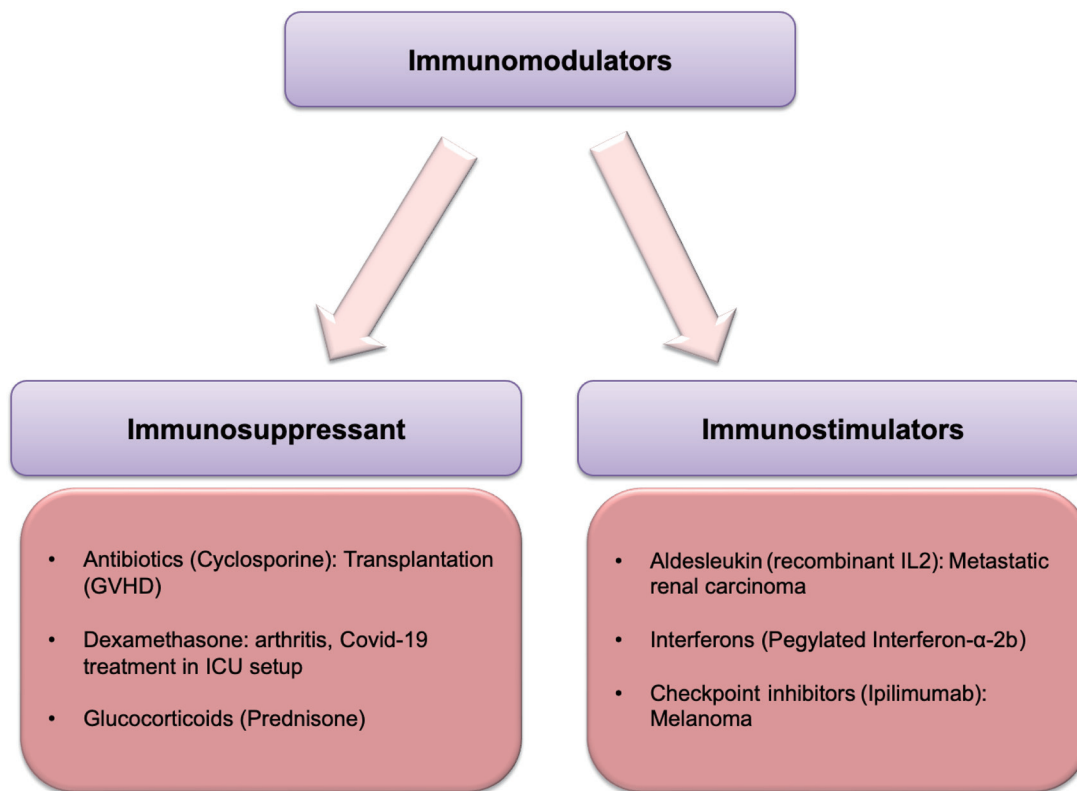 Immunomodulators
Immunosuppressant
• Antibiotics (Cyclosporine): Transplantation
(GVHD)
• Dexamethasone: arthritis, Covid-19
treatment in ICU setup
• Glucocorticoids (Prednisone)
Immunostimulators
• Aldesleukin (recombinant IL2): Metastatic
renal carcinoma
• Interferons (Pegylated Interferon-α-2b)
• Checkpoint inhibitors (Ipilimumab):
Melanoma